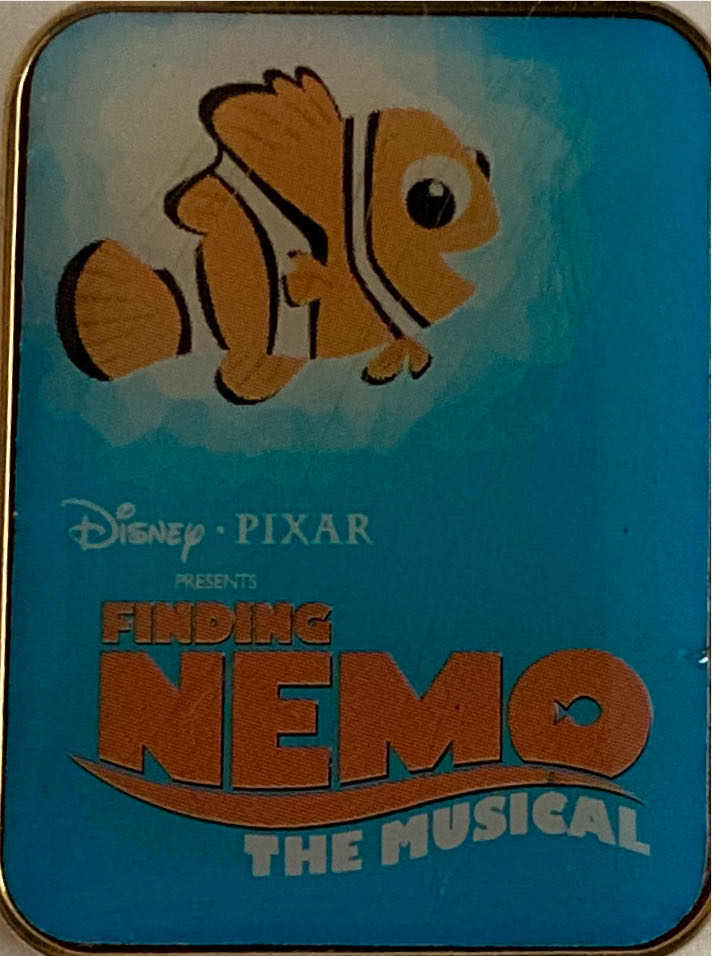 Disney · PIXAR
PRESENTS
FINDING
NEMO
THE MUSICAL